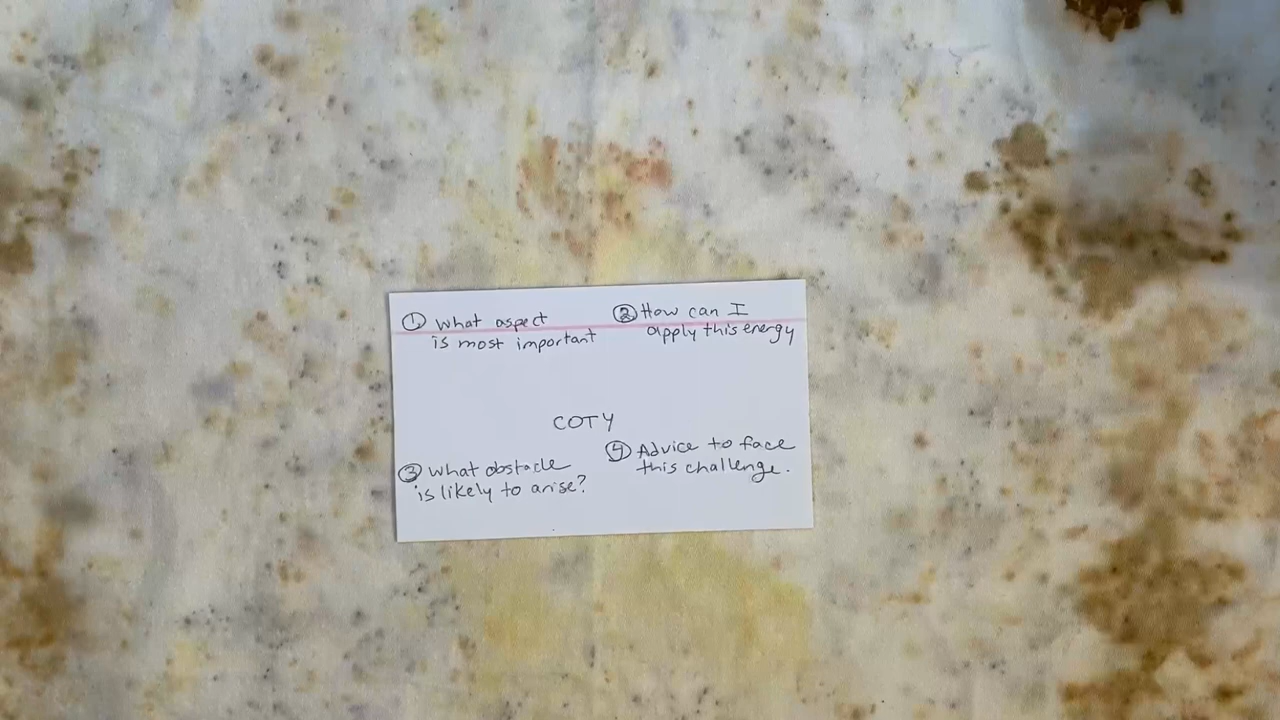 ① What aspect
is most important
② How can I
apply this energy
COTY
③ What obstacle
is likely to arise?
④ Advice to face
this challenge.